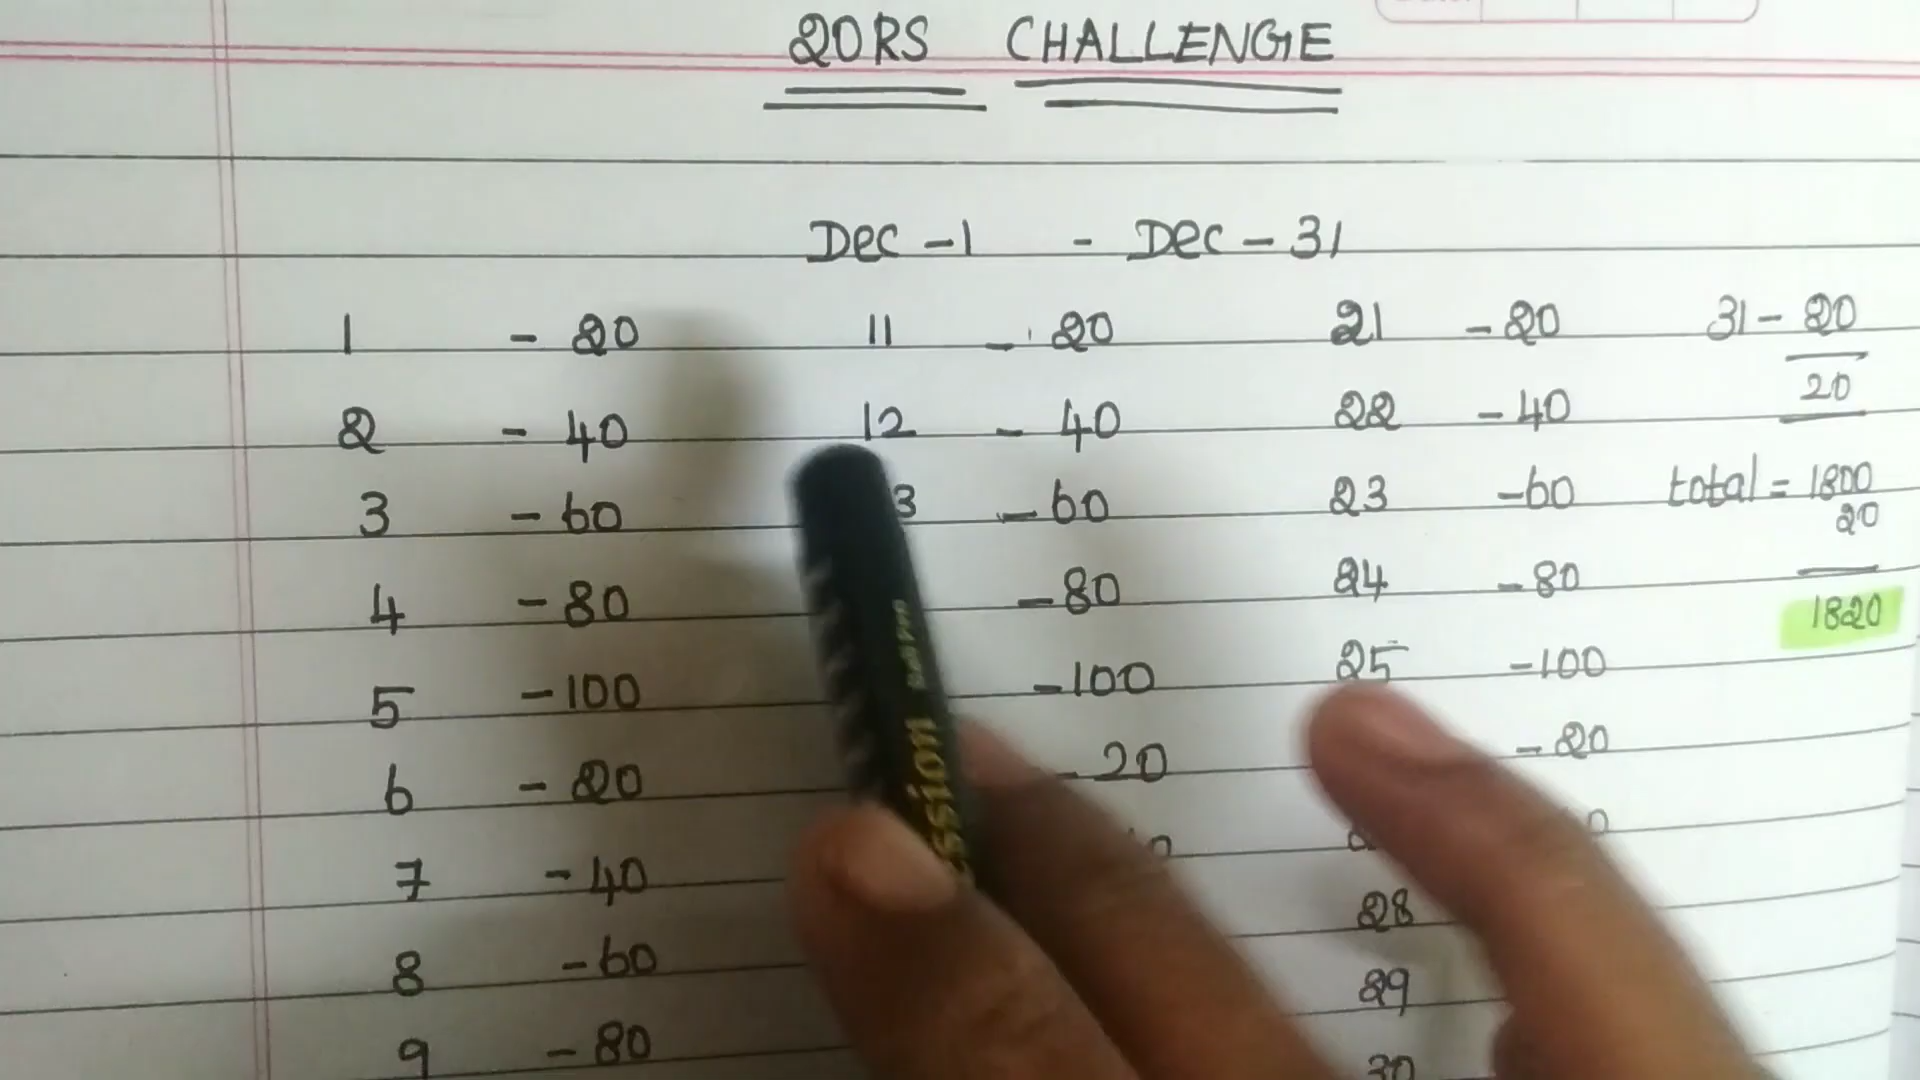 20RS CHALLENGE
Dec -1 - Dec - 31
1 - 20
2 - 40
3 - 60
4 - 80
5 - 100
6 - 20
7 - 40
8 - 60
9 - 80
11 - 20
12 - 40
3 - 60
- 80
- 100
- 20
21 - 20
22 - 40
23 - 60
24 - 80
25 - 100
- 20
28
29
30
31 - 20
20
total = 1800
20
1820